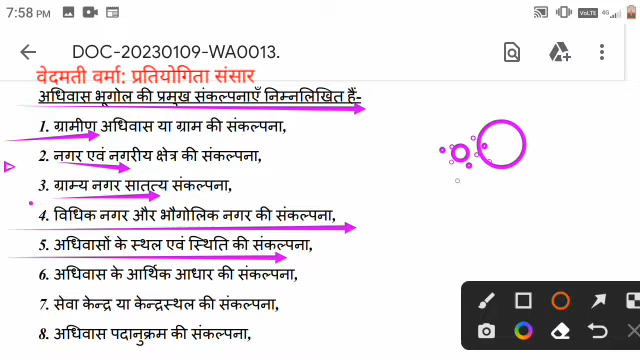 7:58 PM VoLTE 4G
DOC-20230109-WA0013.
वेदमती वर्मा: प्रतियोगिता संसार
अधिवास भूगोल की प्रमुख संकल्पनाएँ निम्नलिखित हैं-
1. ग्रामीण अधिवास या ग्राम की संकल्पना,
2. नगर एवं नगरीय क्षेत्र की संकल्पना,
3. ग्राम्य नगर सातत्य संकल्पना,
4. विधिक नगर और भौगोलिक नगर की संकल्पना,
5. अधिवासों के स्थल एवं स्थिति की संकल्पना,
6. अधिवास के आर्थिक आधार की संकल्पना,
7. सेवा केन्द्र या केन्द्रस्थल की संकल्पना,
8. अधिवास पदानुक्रम की संकल्पना,